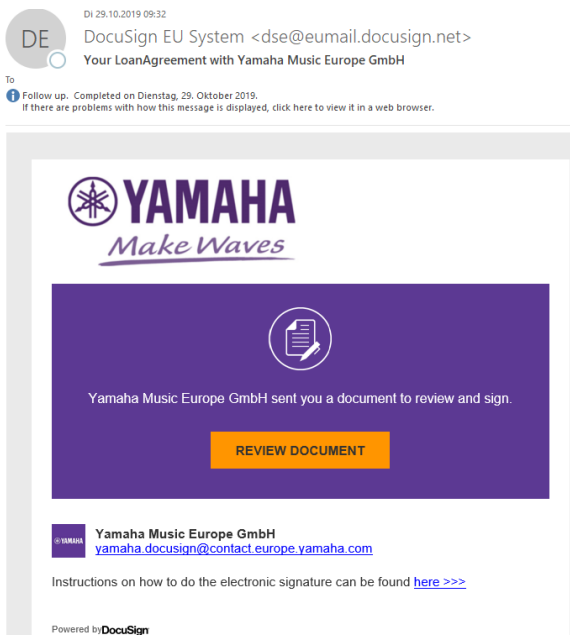 DE
Di 29.10.2019 09:32
DocuSign EU System <dse@eumail.docusign.net>
Your LoanAgreement with Yamaha Music Europe GmbH
To
Follow up. Completed on Dienstag, 29. Oktober 2019.
If there are problems with how this message is displayed, click here to view it in a web browser.
YAMAHA
Make Waves
Yamaha Music Europe GmbH sent you a document to review and sign.
REVIEW DOCUMENT
YAMAHA
Yamaha Music Europe GmbH
yamaha.docusign@contact.europe.yamaha.com
Instructions on how to do the electronic signature can be found here >>>
Powered by DocuSign